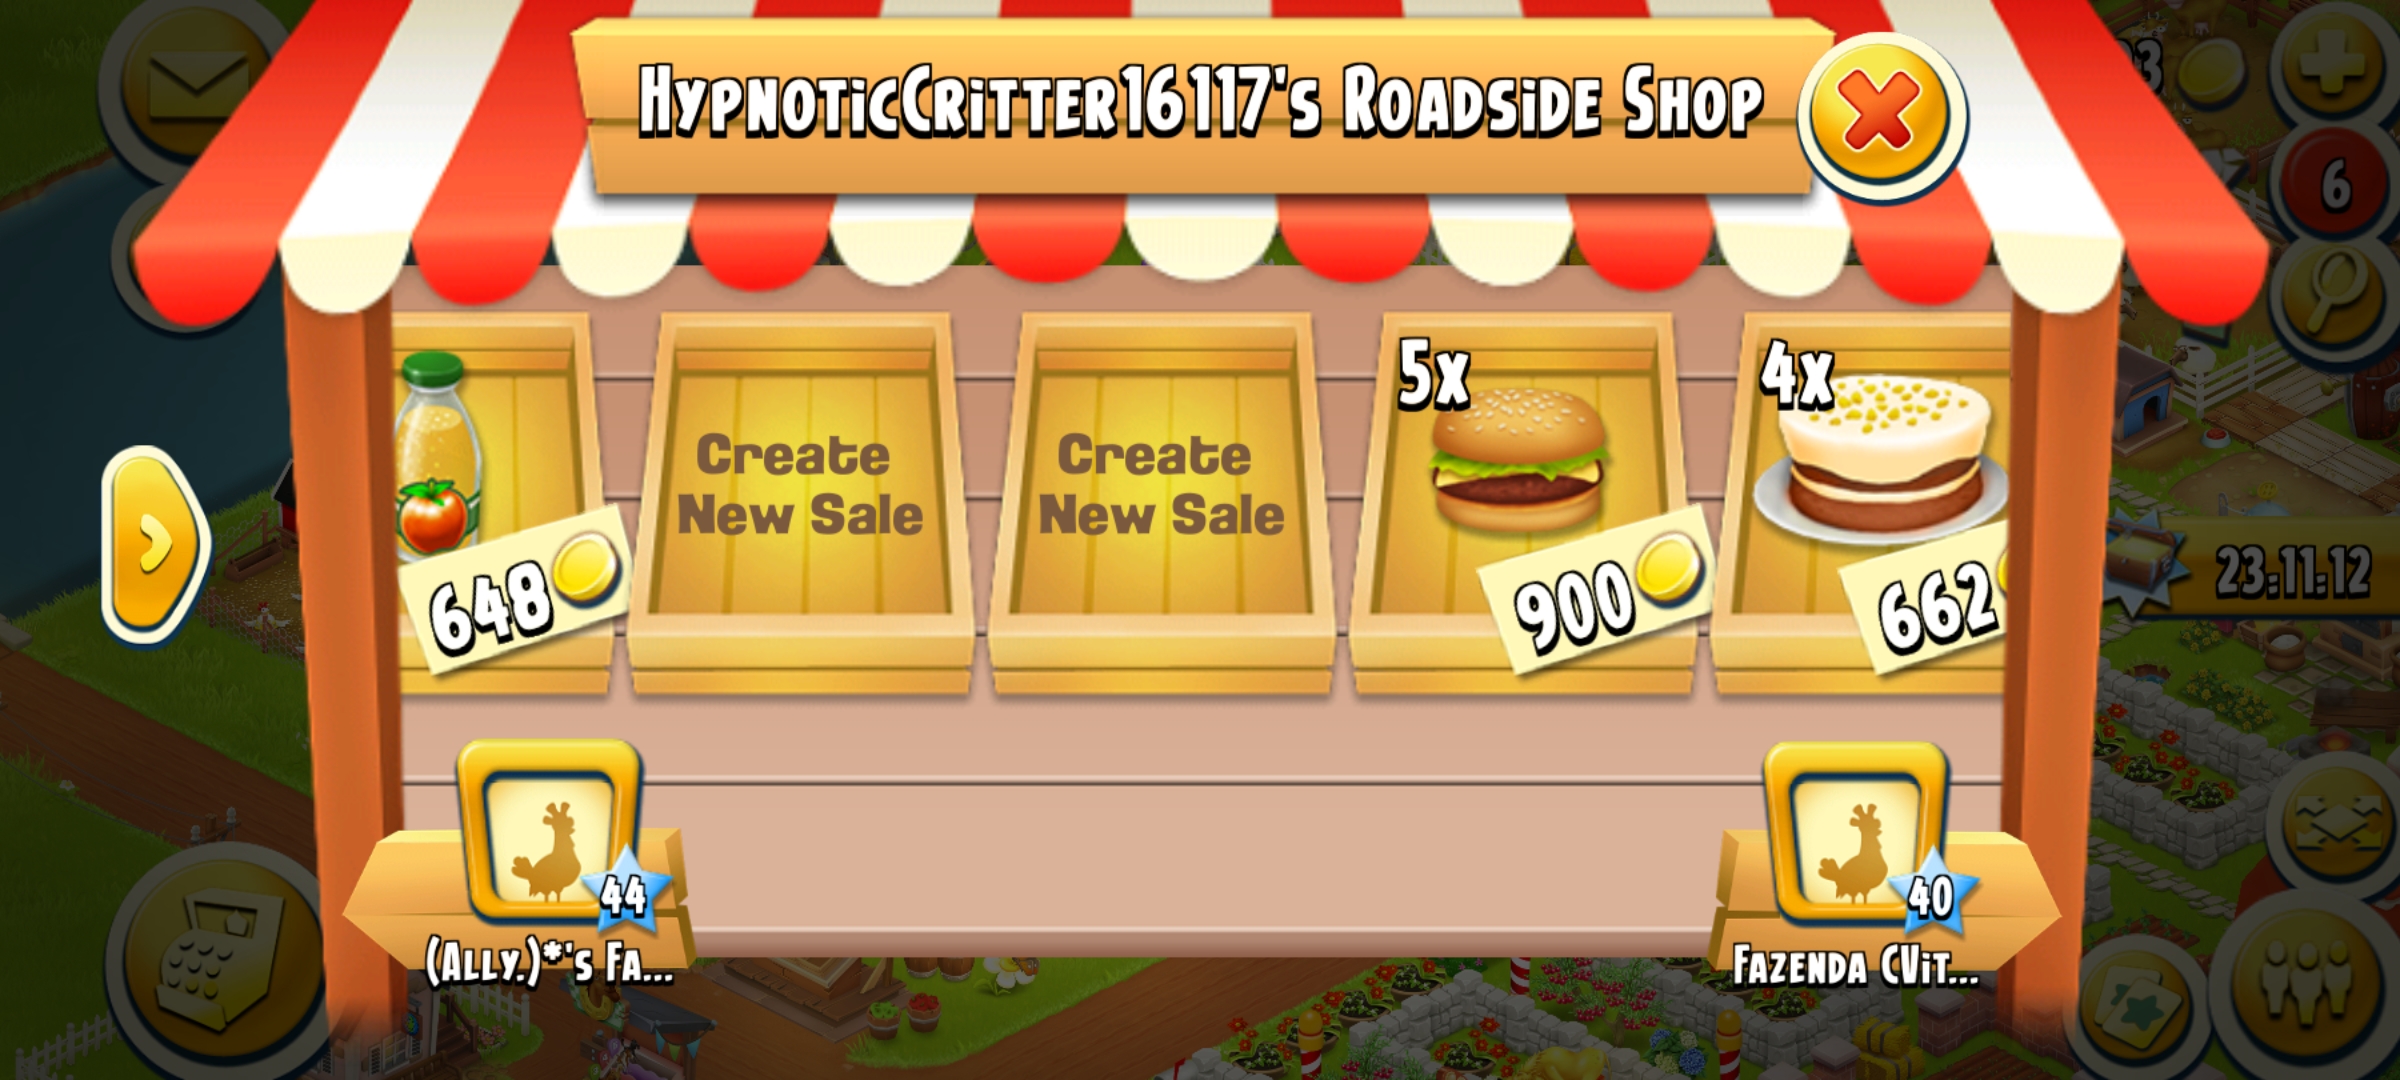 HypnoticCritter16117's Roadside Shop
6
5x
4x
Create
New Sale
Create
New Sale
648
900
662
23:11:12
44
40
(Ally.)*'s Fa...
Fazenda CVit...